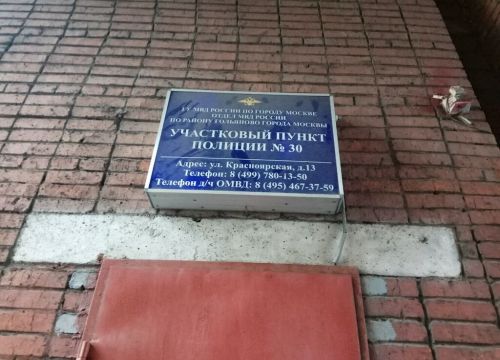 ГУ МВД РОССИИ ПО ГОРОДУ МОСКВЕ
ОТДЕЛ МВД РОССИИ
ПО РАЙОНУ ГОЛЬЯНОВО ГОРОДА МОСКВЫ
УЧАСТКОВЫЙ ПУНКТ
ПОЛИЦИИ № 30
Адрес: ул. Красноярская, д.13
Телефон: 8 (499) 780-13-50
Телефон д/ч ОМВД: 8 (495) 467-37-59